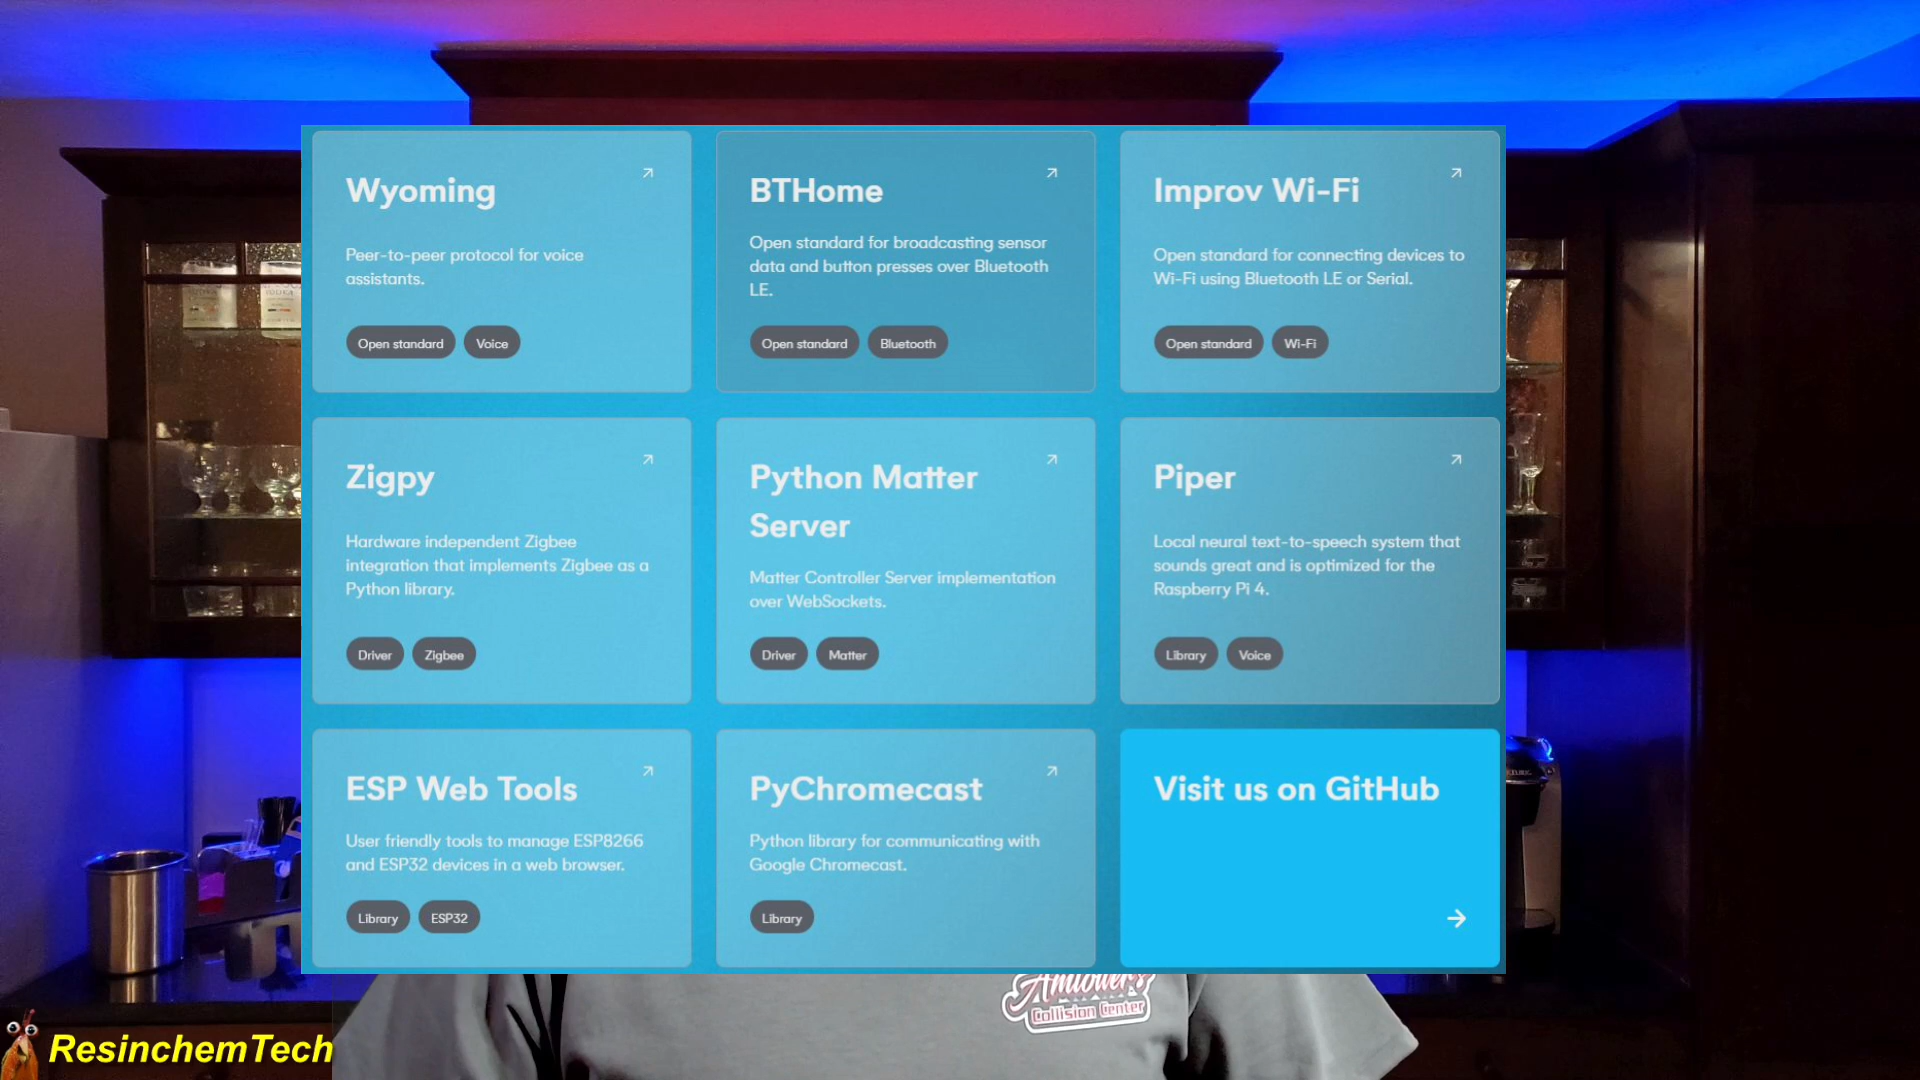 Wyoming
Peer-to-peer protocol for voice
assistants.
Open standard
Voice
BTHome
Open standard for broadcasting sensor
data and button presses over Bluetooth
LE.
Open standard
Bluetooth
Improv Wi-Fi
Open standard for connecting devices to
Wi-Fi using Bluetooth LE or Serial.
Open standard
Wi-Fi
Zigpy
Hardware independent Zigbee
integration that implements Zigbee as a
Python library.
Driver
Zigbee
Python Matter
Server
Matter Controller Server implementation
over WebSockets.
Driver
Matter
Piper
Local neural text-to-speech system that
sounds great and is optimized for the
Raspberry Pi 4.
Library
Voice
ESP Web Tools
User friendly tools to manage ESP8266
and ESP32 devices in a web browser.
Library
ESP32
PyChromecast
Python library for communicating with
Google Chromecast.
Library
Visit us on GitHub
Collision Center
ResinchemTech